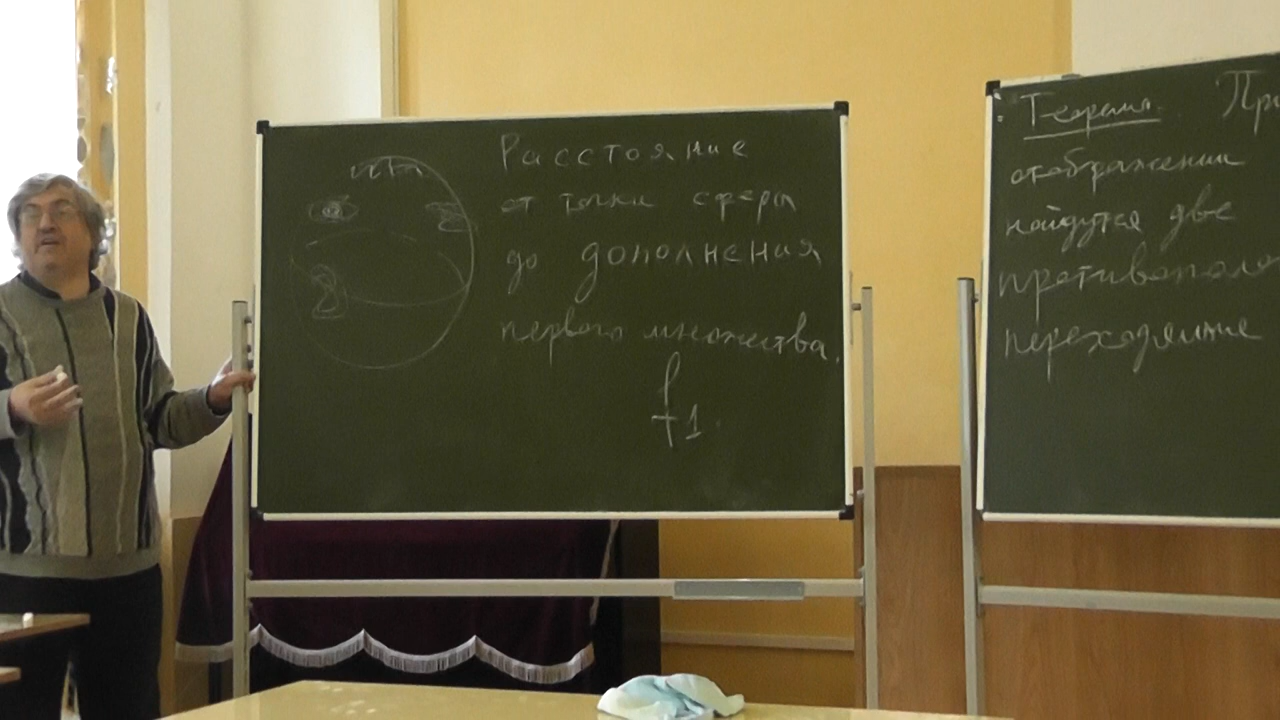 Расстояние
от точки сферы
до дополнения
первого множества.
f1.
Теорема. Пр
отображении
найдутся две
противополо
переходящие